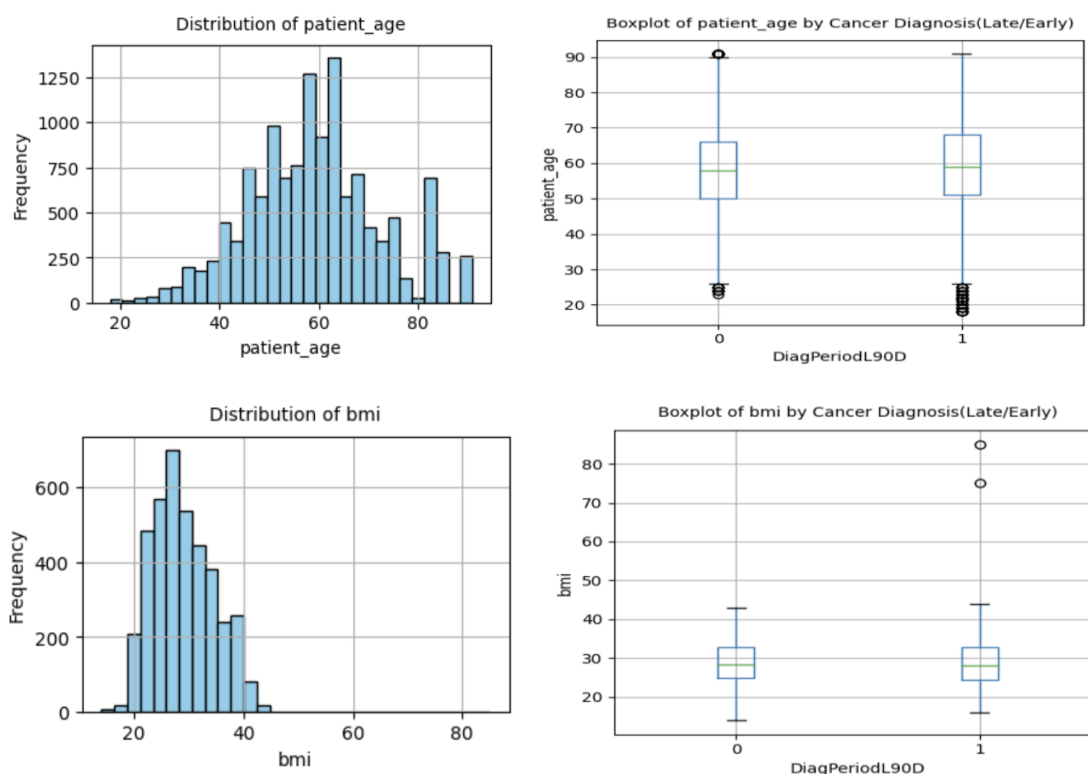 Distribution of patient_age
1250
1000
750
500
250
0
Frequency
20 40 60 80
patient_age
Boxplot of patient_age by Cancer Diagnosis(Late/Early)
90
80
70
60
50
40
30
20
patient_age
0 1
DiagPeriodL90D
Distribution of bmi
600
400
200
0
Frequency
20 40 60 80
bmi
Boxplot of bmi by Cancer Diagnosis(Late/Early)
80
70
60
50
40
30
20
bmi
0 1
DiagPeriodL90D